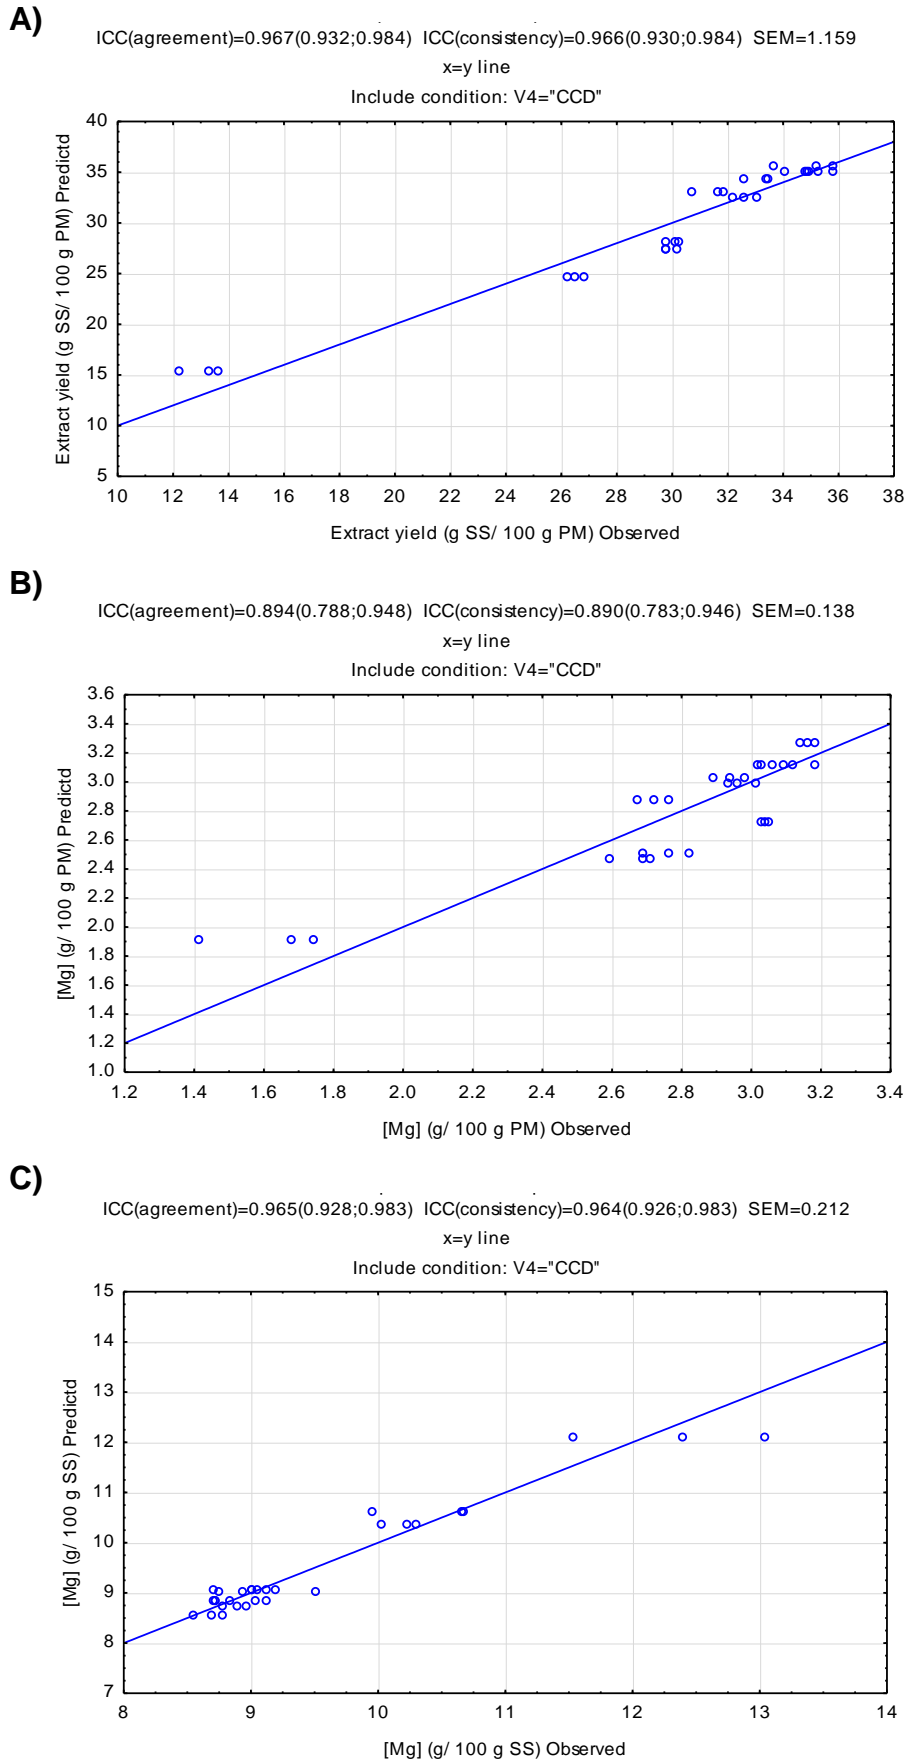 A)
ICC(agreement)=0.967(0.932;0.984) ICC(consistency)=0.966(0.930;0.984) SEM=1.159
x=y line
Include condition: V4="CCD"
Extract yield (g SS/ 100 g PM) Predictd
40
35
30
25
20
15
10
5
10 12 14 16 18 20 22 24 26 28 30 32 34 36 38
Extract yield (g SS/ 100 g PM) Observed
B)
ICC(agreement)=0.894(0.788;0.948) ICC(consistency)=0.890(0.783;0.946) SEM=0.138
x=y line
Include condition: V4="CCD"
[Mg] (g/ 100 g PM) Predictd
3.6
3.4
3.2
3.0
2.8
2.6
2.4
2.2
2.0
1.8
1.6
1.4
1.2
1.0
1.2 1.4 1.6 1.8 2.0 2.2 2.4 2.6 2.8 3.0 3.2 3.4
[Mg] (g/ 100 g PM) Observed
C)
ICC(agreement)=0.965(0.928;0.983) ICC(consistency)=0.964(0.926;0.983) SEM=0.212
x=y line
Include condition: V4="CCD"
[Mg] (g/ 100 g SS) Predictd
15
14
13
12
11
10
9
8
7
8 9 10 11 12 13 14
[Mg] (g/ 100 g SS) Observed